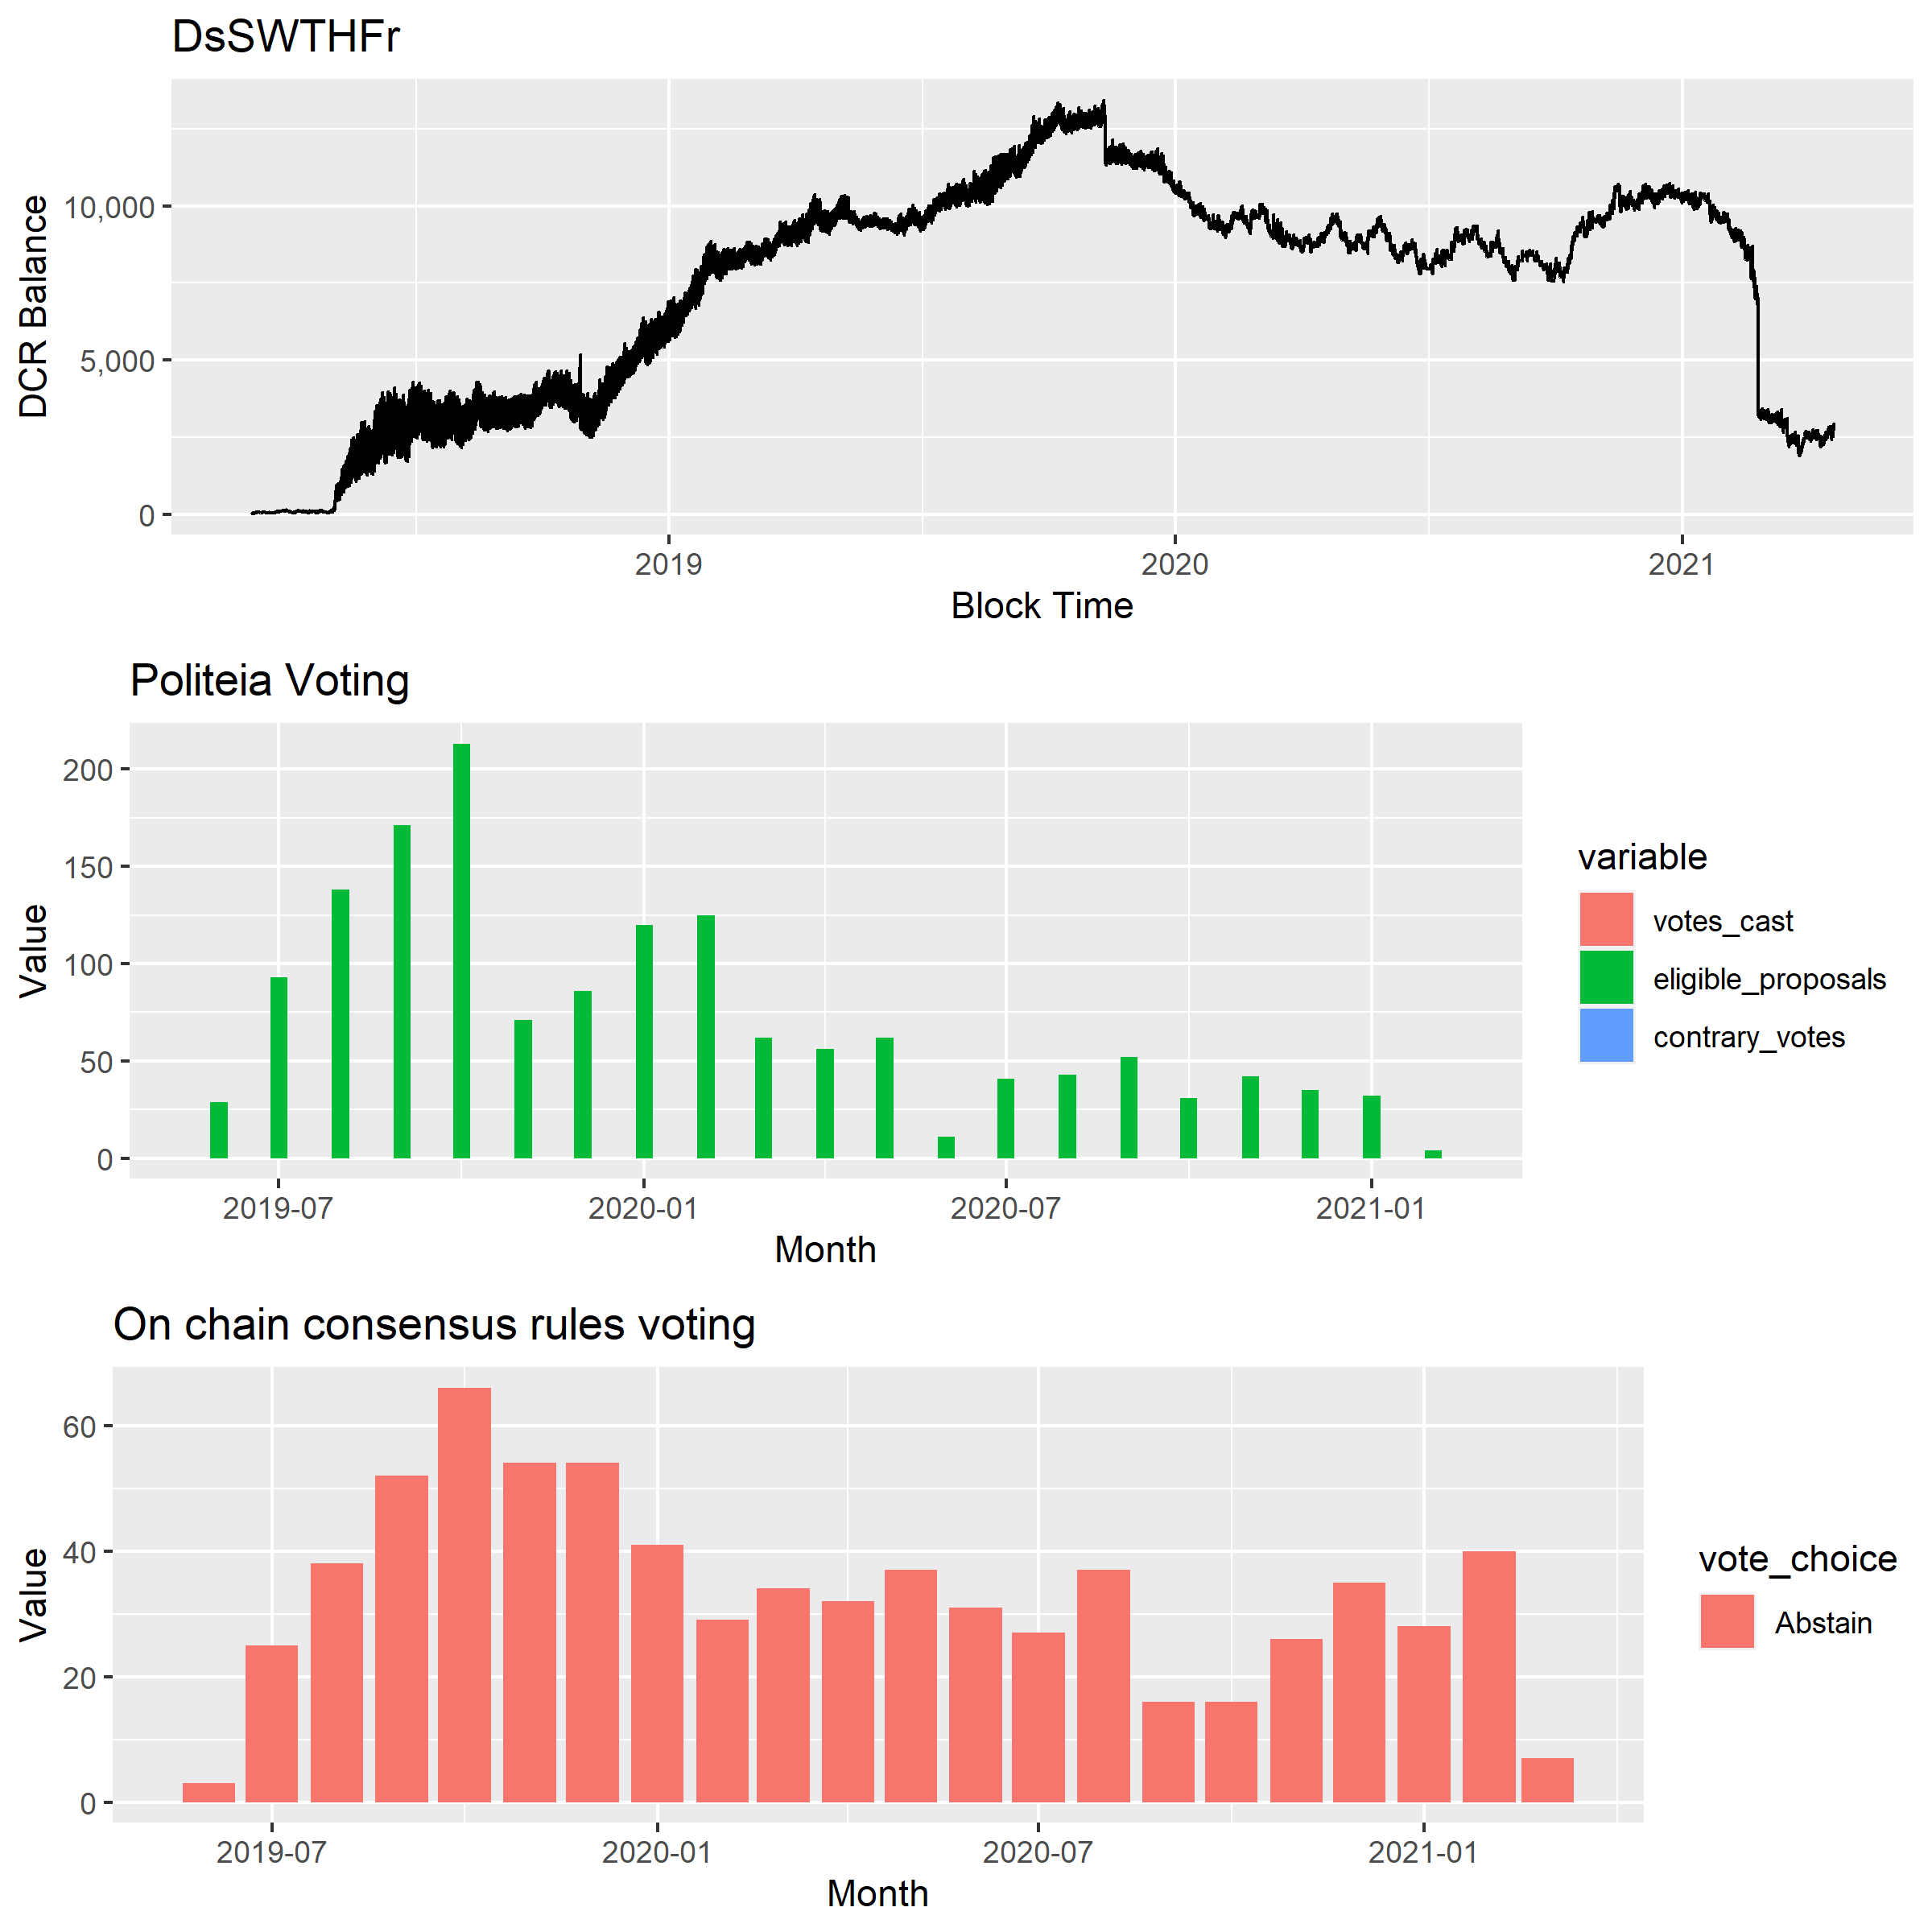 DsSWTHFr
DCR Balance
10,000
5,000
0
2019
2020
2021
Block Time
Politeia Voting
Value
200
150
100
50
0
2019-07
2020-01
2020-07
2021-01
Month
variable
votes_cast
eligible_proposals
contrary_votes
On chain consensus rules voting
Value
60
40
20
0
2019-07
2020-01
2020-07
2021-01
Month
vote_choice
Abstain